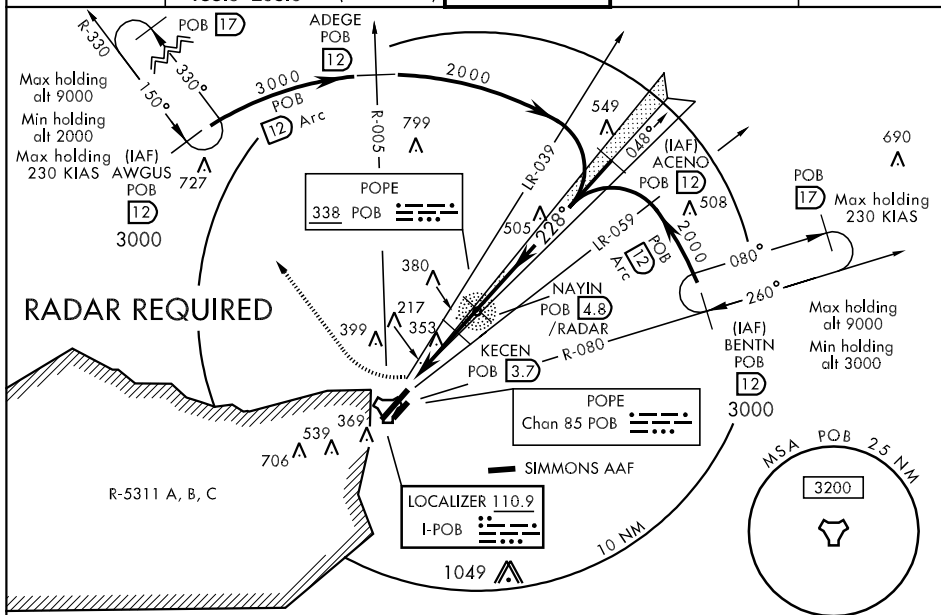 R-330
POB 17
330°
150°
Max holding
alt 9000
Min holding
alt 2000
Max holding
230 KIAS
(IAF)
AWGUS
POB
12
3000
727
3000
POB
12 Arc
ADEGE
POB
12
R-005
2000
799
LR-039
549
048°
(IAF)
ACENO
POB 12
508
690
POB
17
Max holding
230 KIAS
POPE
338 POB
505
228°
LR-059
POB
12
Arc
2000
080°
260°
RADAR REQUIRED
380
217
399
353
NAYIN
POB 4.8
/RADAR
KECEN
POB 3.7
R-080
(IAF)
BENTN
POB
12
3000
Max holding
alt 9000
Min holding
alt 3000
POPE
Chan 85 POB
369
539
706
SIMMONS AAF
R-5311 A, B, C
LOCALIZER 110.9
I-POB
1049
10 NM
MSA POB 25 NM
3200